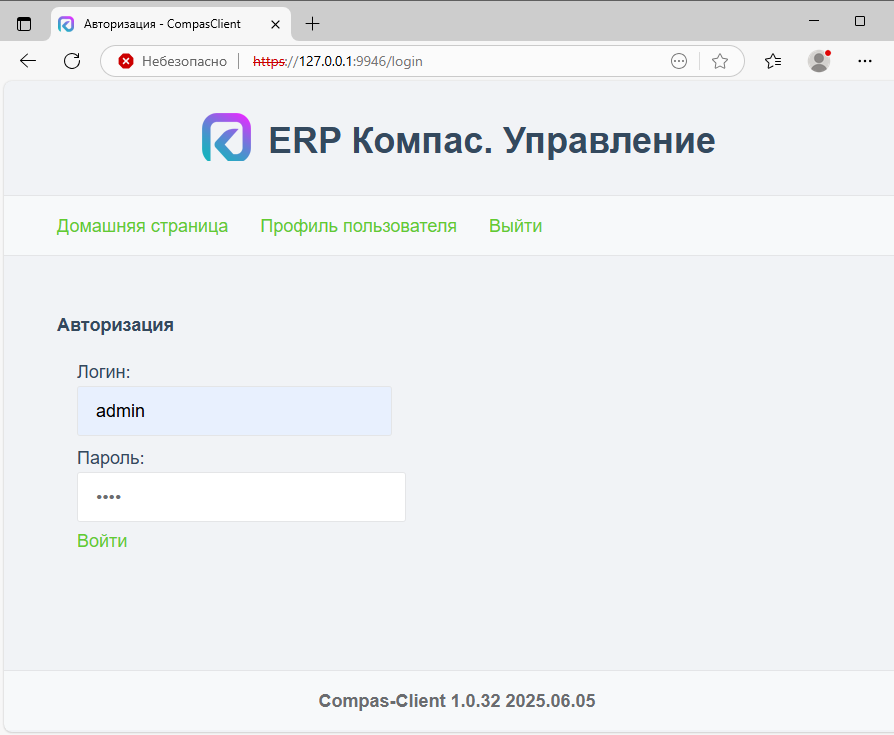 Авторизация - CompasClient
Небезопасно https://127.0.0.1:9946/login
ERP Компас. Управление
Домашняя страница Профиль пользователя Выйти
Авторизация
Логин:
admin
Пароль:
••••
Войти
Compas-Client 1.0.32 2025.06.05